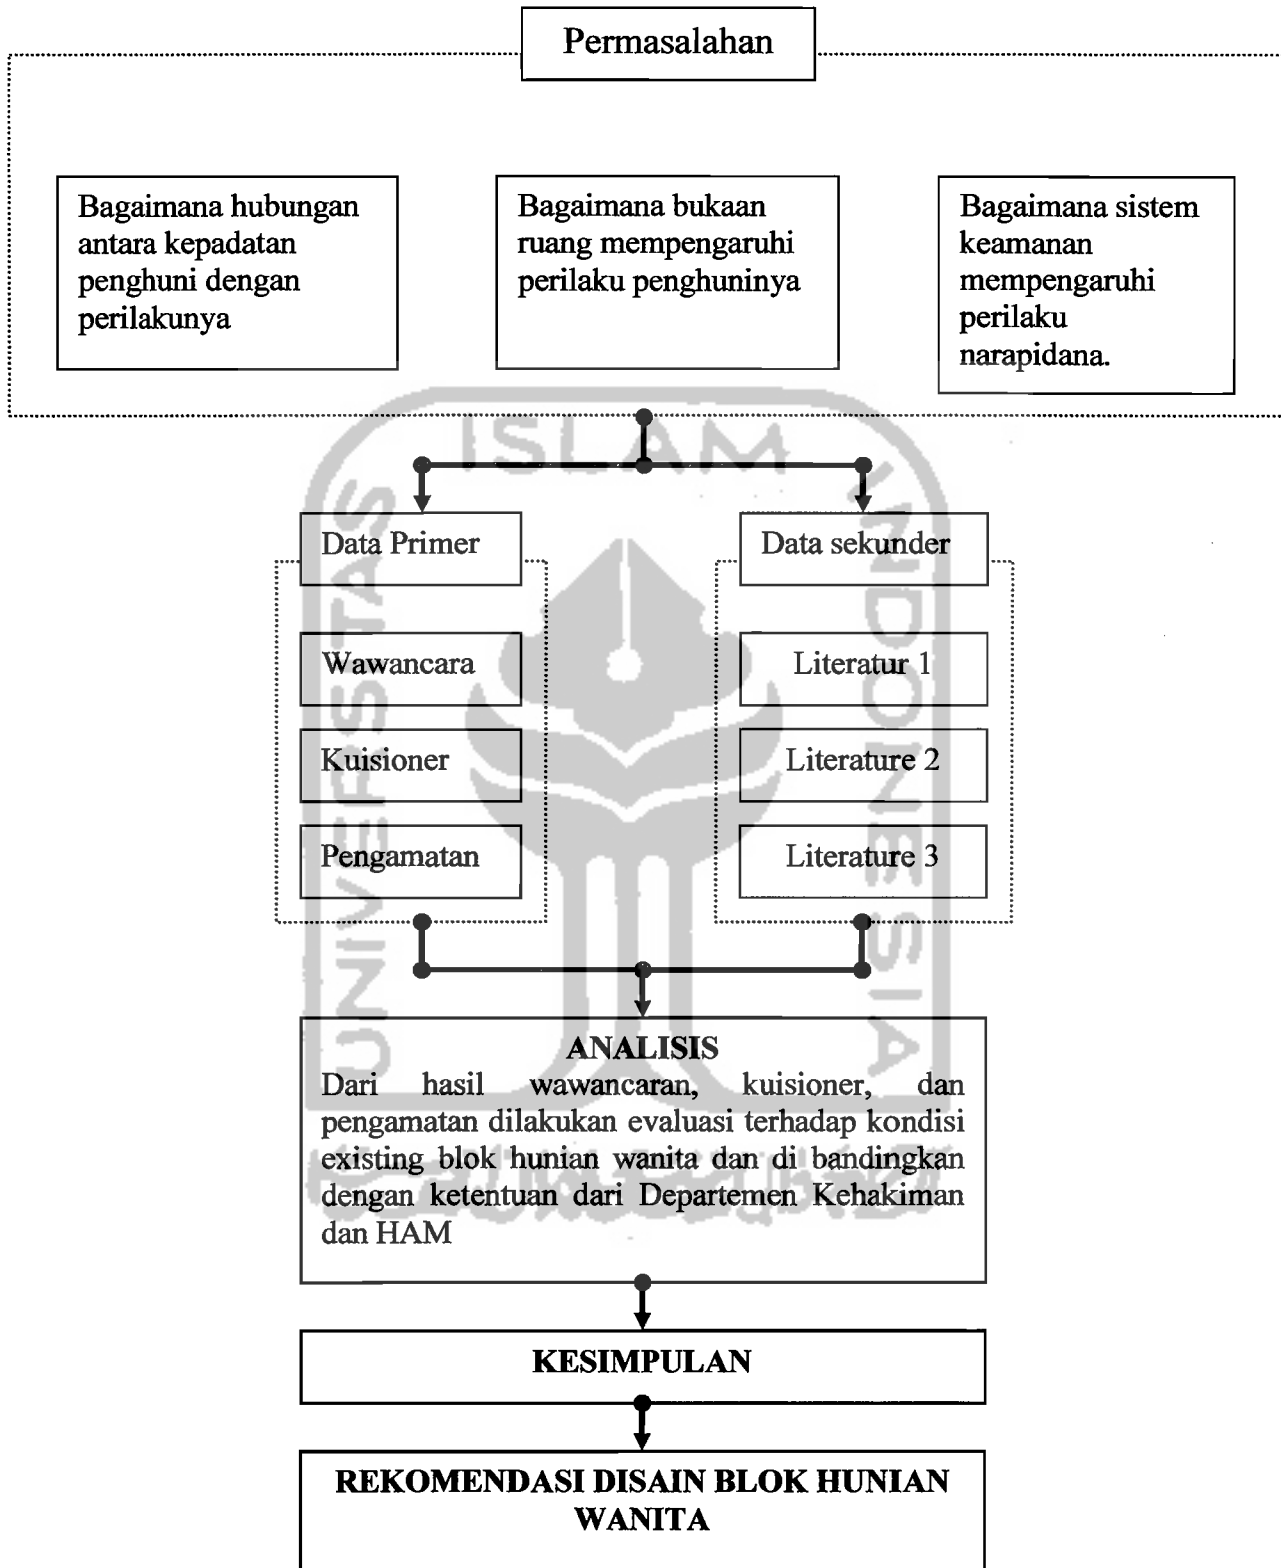 Permasalahan
Bagaimana hubungan
antara kepadatan
penghuni dengan
perilakunya
Bagaimana bukaan
ruang mempengaruhi
perilaku penghuninya
Bagaimana sistem
keamanan
mempengaruhi
perilaku
narapidana.
ISLAM
UNIVERSITAS
INDONESIA
Data Primer
Data sekunder
Wawancara
Literatur 1
Kuisioner
Literature 2
Pengamatan
Literature 3
ANALISIS
Dari hasil wawancaran, kuisioner, dan
pengamatan dilakukan evaluasi terhadap kondisi
existing blok hunian wanita dan di bandingkan
dengan ketentuan dari Departemen Kehakiman
dan HAM
KESIMPULAN
REKOMENDASI DISAIN BLOK HUNIAN
WANITA